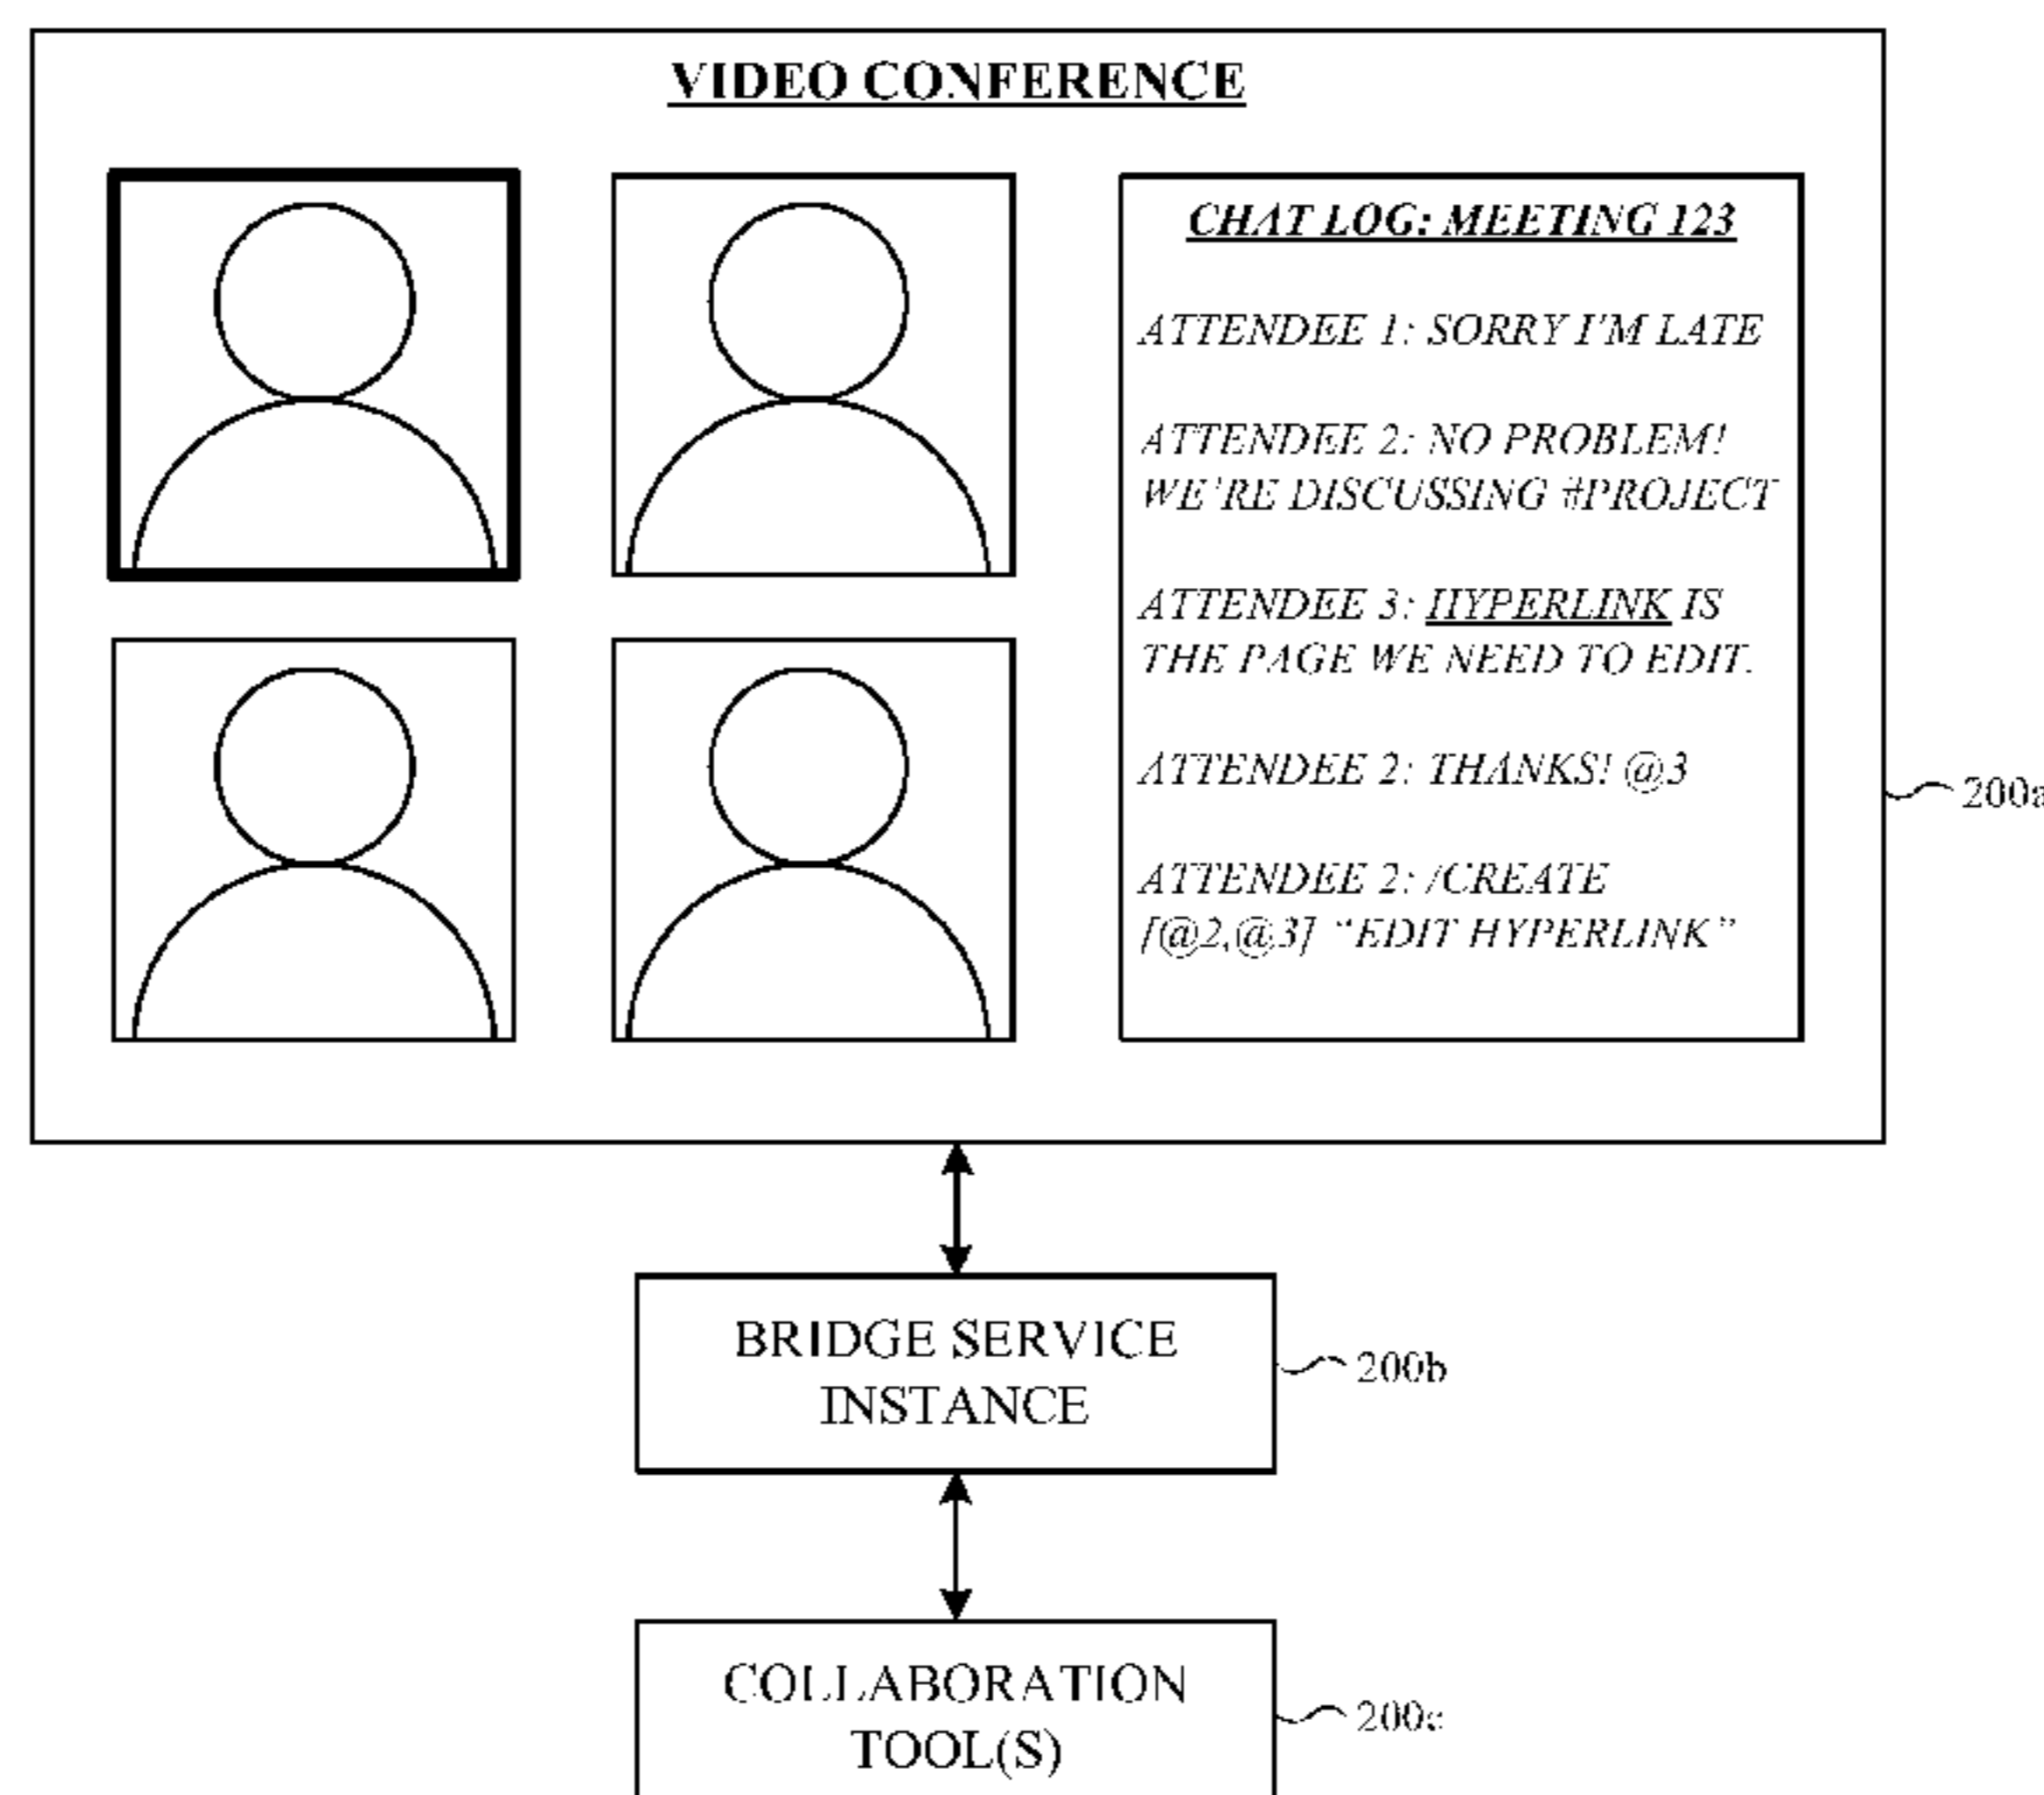 VIDEO CONFERENCE
CHAT LOG: MEETING 123
ATTENDEE 1: SORRY I'M LATE
ATTENDEE 2: NO PROBLEM!
WE'RE DISCUSSING #PROJECT
ATTENDEE 3: HYPERLINK IS
THE PAGE WE NEED TO EDIT.
ATTENDEE 2: THANKS! @3
ATTENDEE 2: /CREATE
[@2,@3] “EDIT HYPERLINK”
200a
BRIDGE SERVICE
INSTANCE
200b
COLLABORATION
TOOL(S)
200c